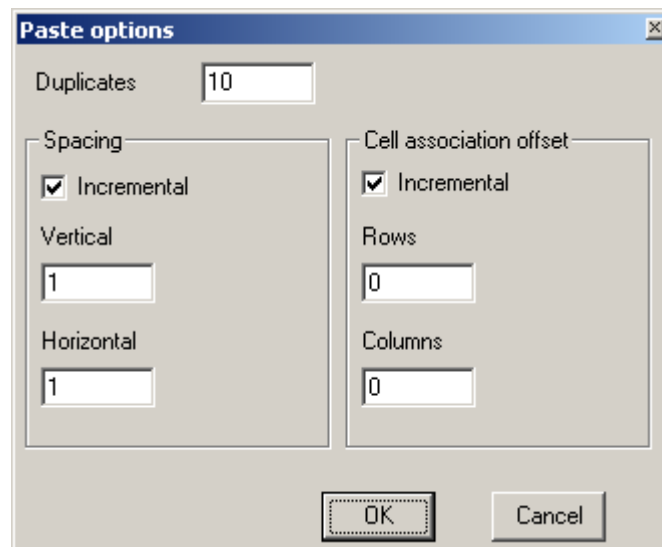 Paste options
Duplicates 10
Spacing
Incremental
Vertical
1
Horizontal
1
Cell association offset
Incremental
Rows
0
Columns
0
OK Cancel